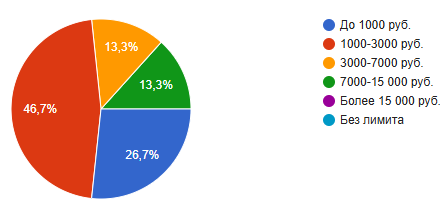 13,3%
13,3%
46,7%
26,7%
До 1000 руб.
1000-3000 руб.
3000-7000 руб.
7000-15 000 руб.
Более 15 000 руб.
Без лимита